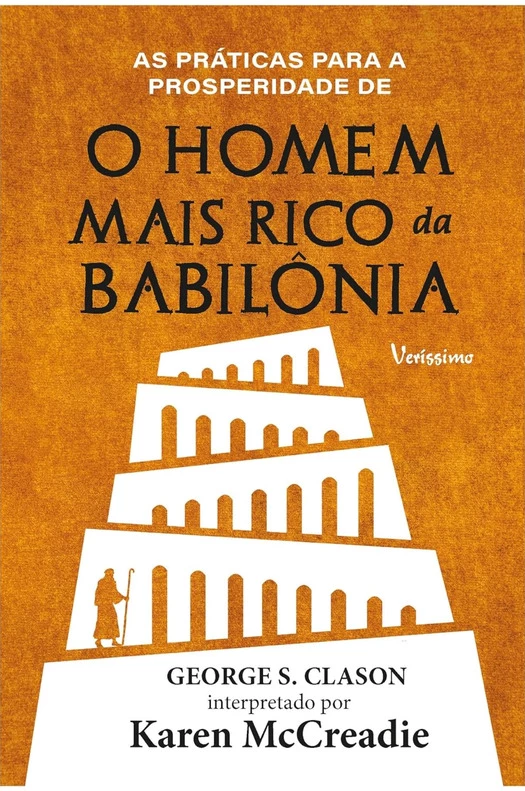 AS PRÁTICAS PARA A
PROSPERIDADE DE
O HOMEM
MAIS RICO da
BABILÔNIA
Veríssimo
GEORGE S. CLASON
interpretado por
Karen McCreadie